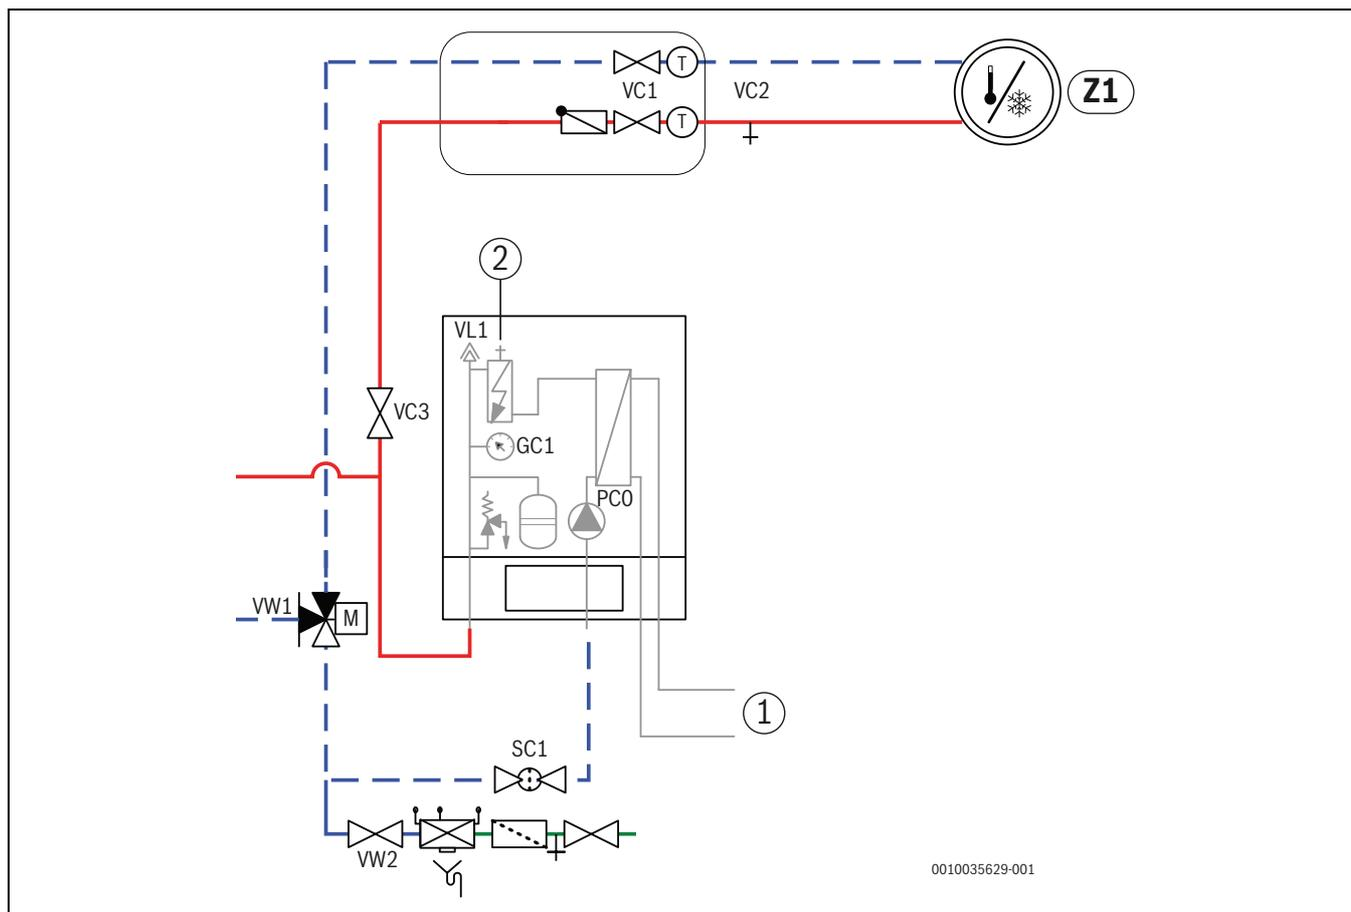 T
VC1
VC2
Z1
T
2
VL1
VC3
GC1
PC0
VW1
M
1
SC1
VW2
0010035629-001